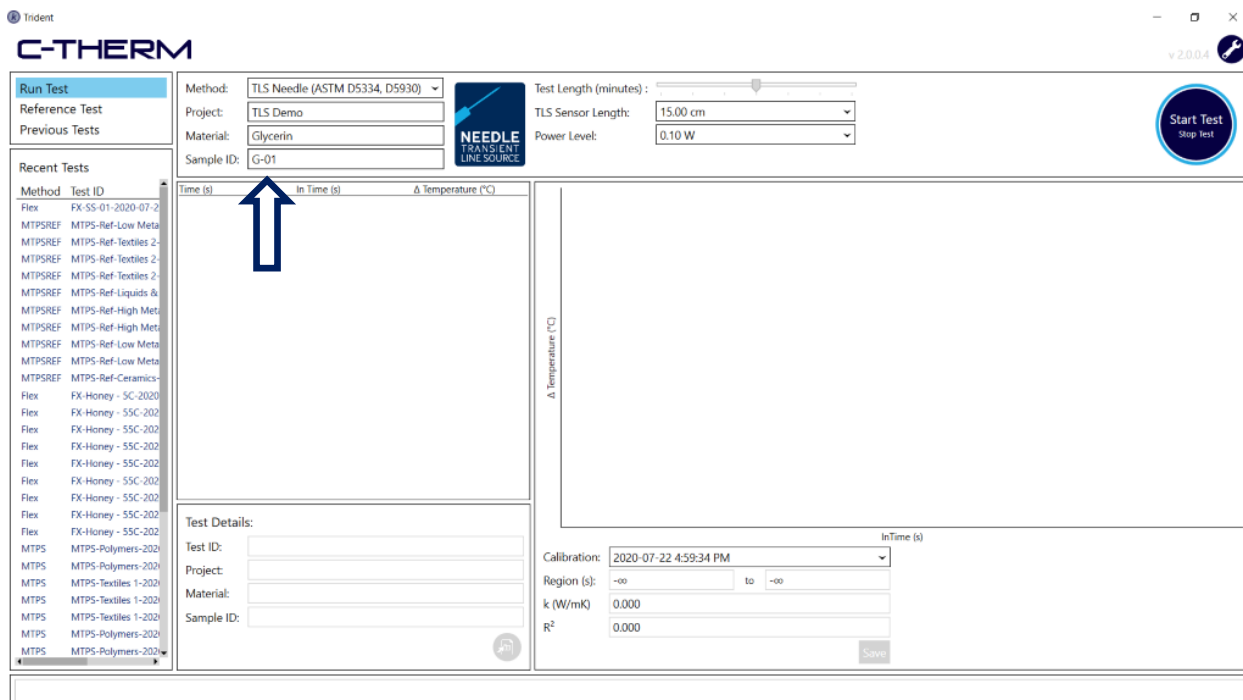 Trident
C-THERM
v 2.0.0.4
Run Test
Reference Test
Previous Tests
Method: TLS Needle (ASTM D5334, D5930)
Project: TLS Demo
Material: Glycerin
Sample ID: G-01
NEEDLE
TRANSIENT
LINE SOURCE
Test Length (minutes) :
TLS Sensor Length: 15.00 cm
Power Level: 0.10 W
Start Test
Stop Test
Recent Tests
Method Test ID
Flex FX-SS-01-2020-07-2
MTPSREF MTPS-Ref-Low Meta
MTPSREF MTPS-Ref-Textiles 2-
MTPSREF MTPS-Ref-Textiles 2-
MTPSREF MTPS-Ref-Textiles 2-
MTPSREF MTPS-Ref-Liquids &
MTPSREF MTPS-Ref-High Meta
MTPSREF MTPS-Ref-High Meta
MTPSREF MTPS-Ref-Low Meta
MTPSREF MTPS-Ref-Low Meta
MTPSREF MTPS-Ref-Ceramics-
Flex FX-Honey - 5C-2020
Flex FX-Honey - 55C-202
Flex FX-Honey - 55C-202
Flex FX-Honey - 55C-202
Flex FX-Honey - 55C-202
Flex FX-Honey - 55C-202
Flex FX-Honey - 55C-202
Flex FX-Honey - 55C-202
Flex FX-Honey - 55C-202
MTPS MTPS-Polymers-202
MTPS MTPS-Polymers-202
MTPS MTPS-Textiles 1-202
MTPS MTPS-Textiles 1-202
MTPS MTPS-Textiles 1-202
MTPS MTPS-Polymers-202
MTPS MTPS-Polymers-202
Time (s) ln Time (s) Δ Temperature (°C)
Test Details:
Test ID:
Project:
Material:
Sample ID:
Δ Temperature (°C)
lnTime (s)
Calibration: 2020-07-22 4:59:34 PM
Region (s): -∞ to -∞
k (W/mK) 0.000
R² 0.000
Save